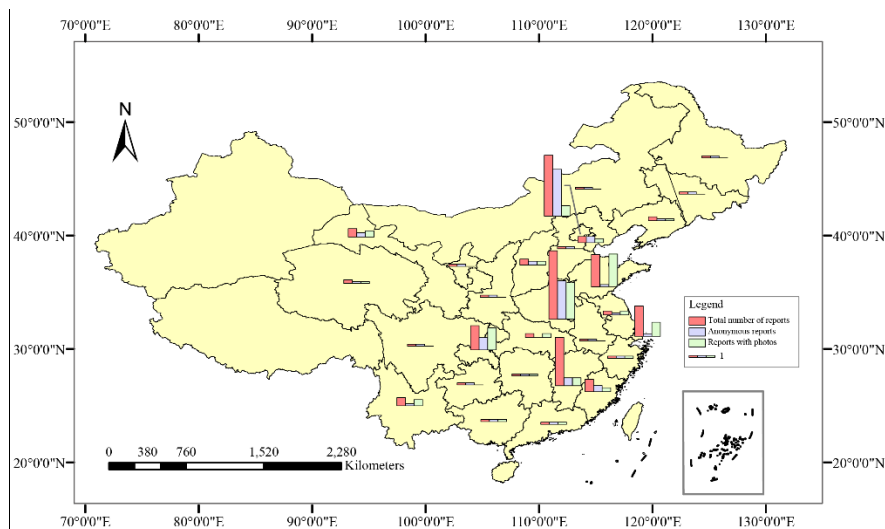 70°0'0"E 80°0'0"E 90°0'0"E 100°0'0"E 110°0'0"E 120°0'0"E 130°0'0"E
N
50°0'0"N 50°0'0"N
40°0'0"N 40°0'0"N
30°0'0"N 30°0'0"N
20°0'0"N 20°0'0"N
Legend
Total number of reports
Anonymous reports
Reports with photos
1
0 380 760 1,520 2,280
Kilometers
70°0'0"E 80°0'0"E 90°0'0"E 100°0'0"E 110°0'0"E 120°0'0"E 130°0'0"E